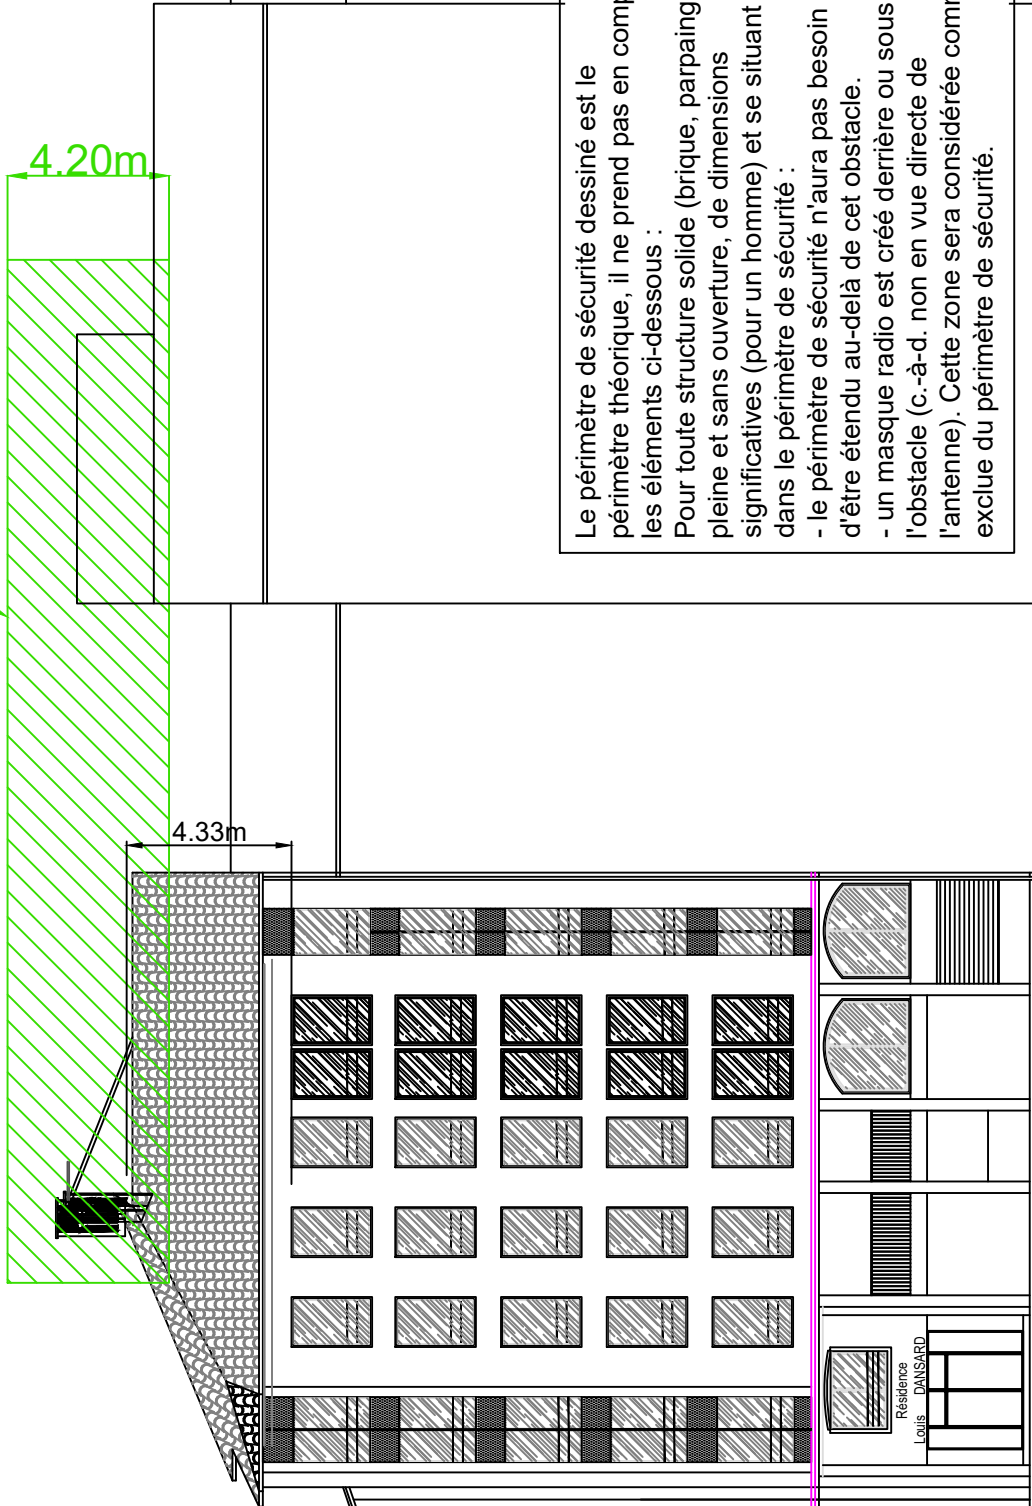 4.20m
4.33m
Le périmètre de sécurité dessiné est le
périmètre théorique, il ne prend pas en comp
les éléments ci-dessous :
Pour toute structure solide (brique, parpaing
pleine et sans ouverture, de dimensions
significatives (pour un homme) et se situant
dans le périmètre de sécurité :
- le périmètre de sécurité n'aura pas besoin
d'être étendu au-delà de cet obstacle.
- un masque radio est créé derrière ou sous
l'obstacle (c.-à-d. non en vue directe de
l'antenne). Cette zone sera considérée comm
exclue du périmètre de sécurité.
Résidence
Louis DANSARD